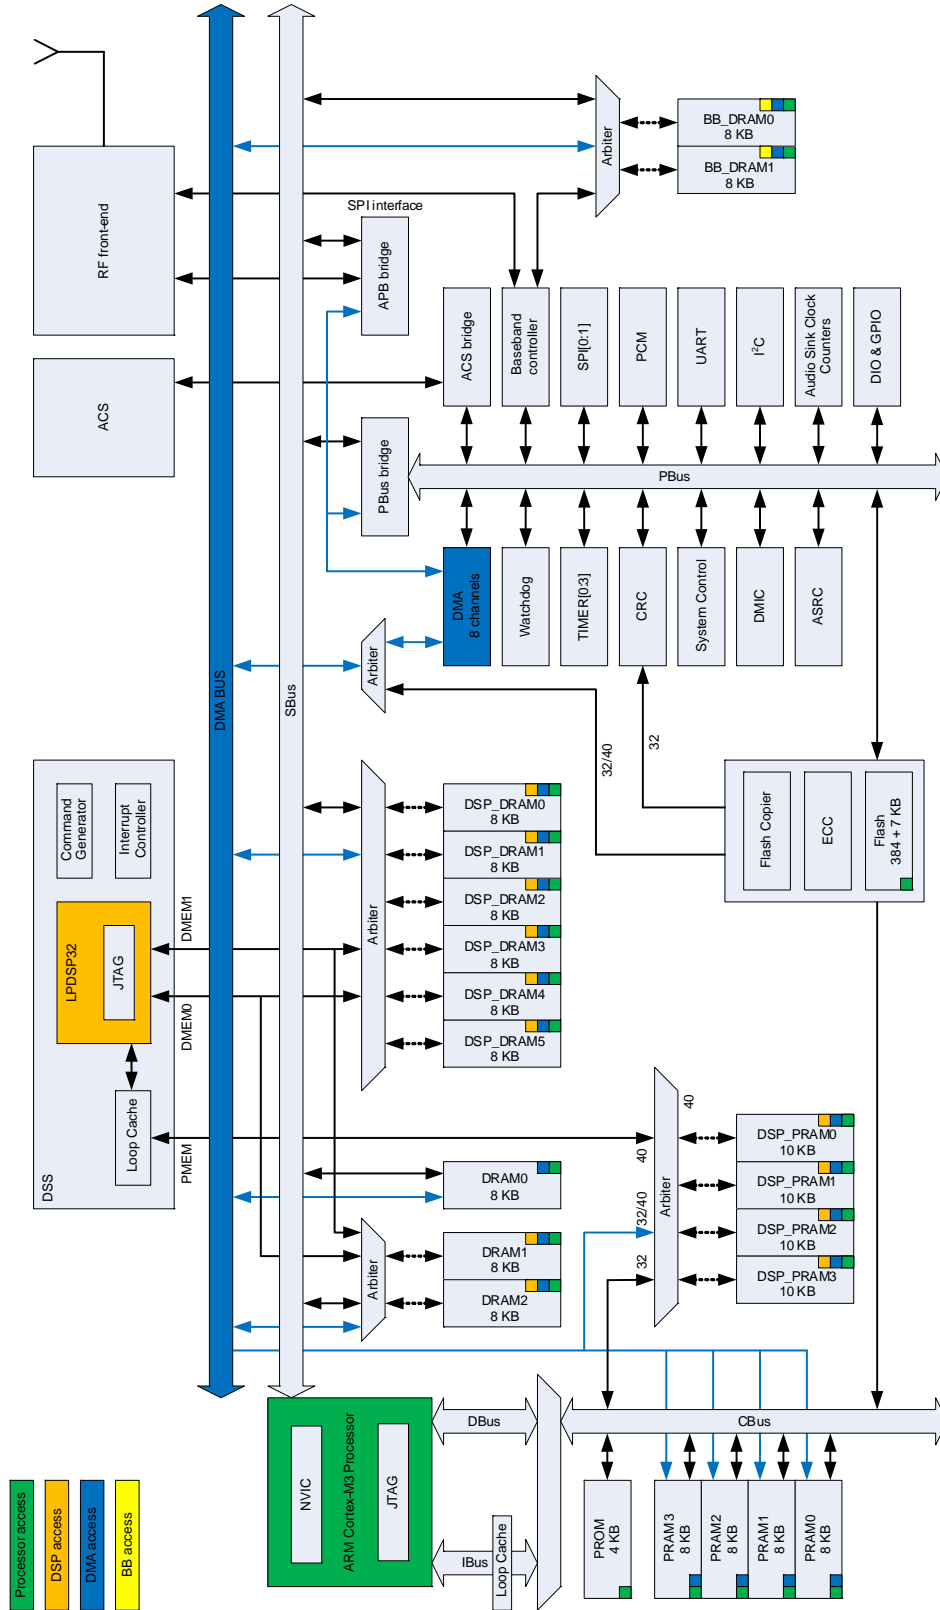 RF front-end
ACS
DSS
Command
Generator
Interrupt
Controller
LPDSP32
JTAG
Loop Cache
DMEM1
DMEM0
PMEM
DMA BUS
SBus
SPI interface
APB bridge
PBus bridge
Arbiter
BB_DRAM0
8 KB
BB_DRAM1
8 KB
ACS bridge
Baseband
controller
SPI[0:1]
PCM
UART
I²C
Audio Sink Clock
Counters
DIO & GPIO
PBus
DMA
8 channels
Watchdog
TIMER[0:3]
CRC
System Control
DMIC
ASRC
Arbiter
32/40
32
Flash Copier
ECC
Flash
384 + 7 KB
Arbiter
DSP_DRAM0
8 KB
DSP_DRAM1
8 KB
DSP_DRAM2
8 KB
DSP_DRAM3
8 KB
DSP_DRAM4
8 KB
DSP_DRAM5
8 KB
DRAM0
8 KB
Arbiter
DRAM1
8 KB
DRAM2
8 KB
40
40
32/40
32
Arbiter
DSP_PRAM0
10 KB
DSP_PRAM1
10 KB
DSP_PRAM2
10 KB
DSP_PRAM3
10 KB
ARM Cortex-M3 Processor
NVIC
JTAG
DBus
IBus
Loop Cache
CBus
PROM
4 KB
PRAM3
8 KB
PRAM2
8 KB
PRAM1
8 KB
PRAM0
8 KB
Processor access
DSP access
DMA access
BB access